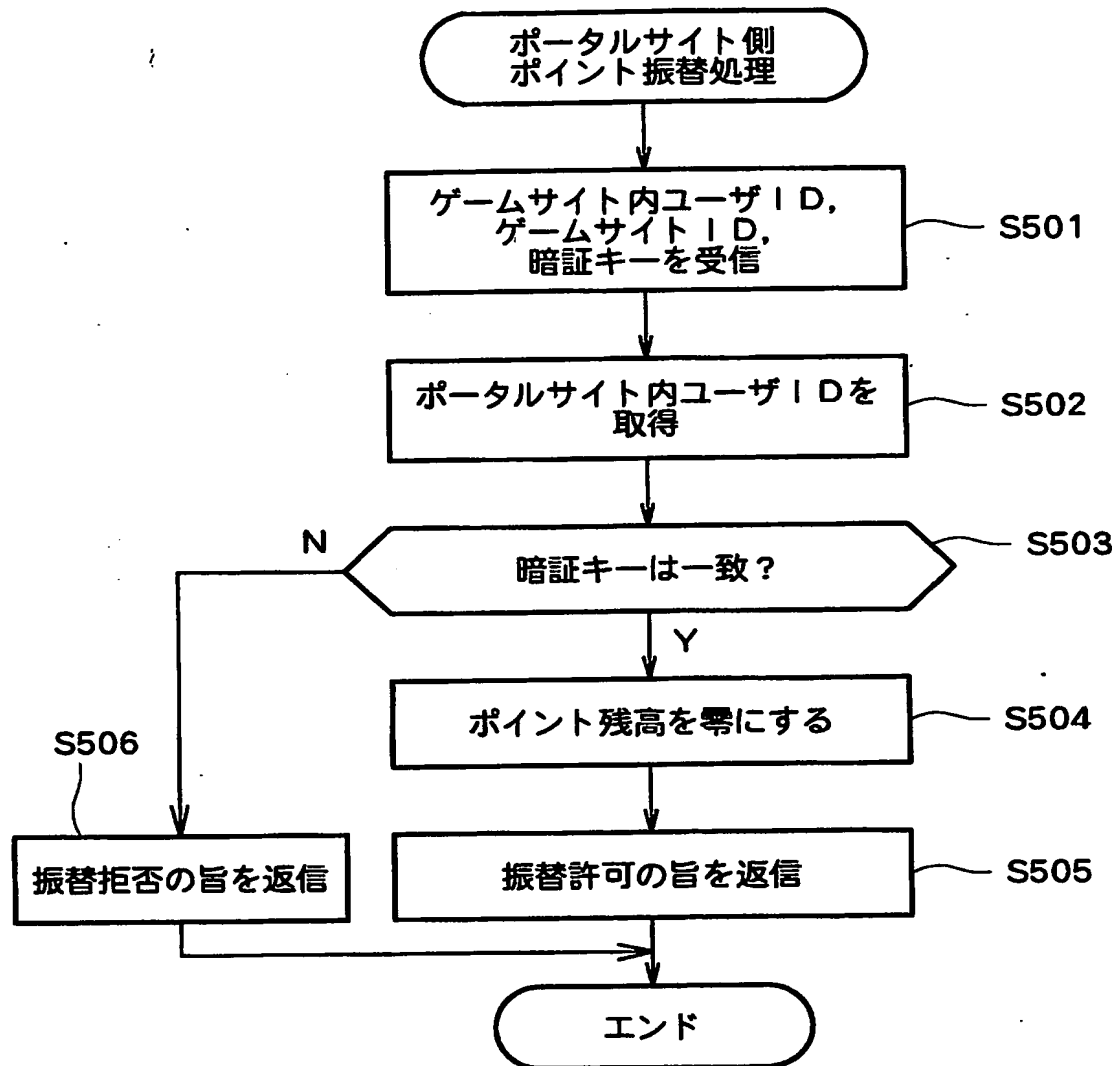 ポータルサイト側
ポイント振替処理
ゲームサイト内ユーザID,
ゲームサイトID,
暗証キーを受信
S501
ポータルサイト内ユーザIDを
取得
S502
暗証キーは一致?
S503
N
Y
ポイント残高を零にする
S504
S506
振替拒否の旨を返信
振替許可の旨を返信
S505
エンド